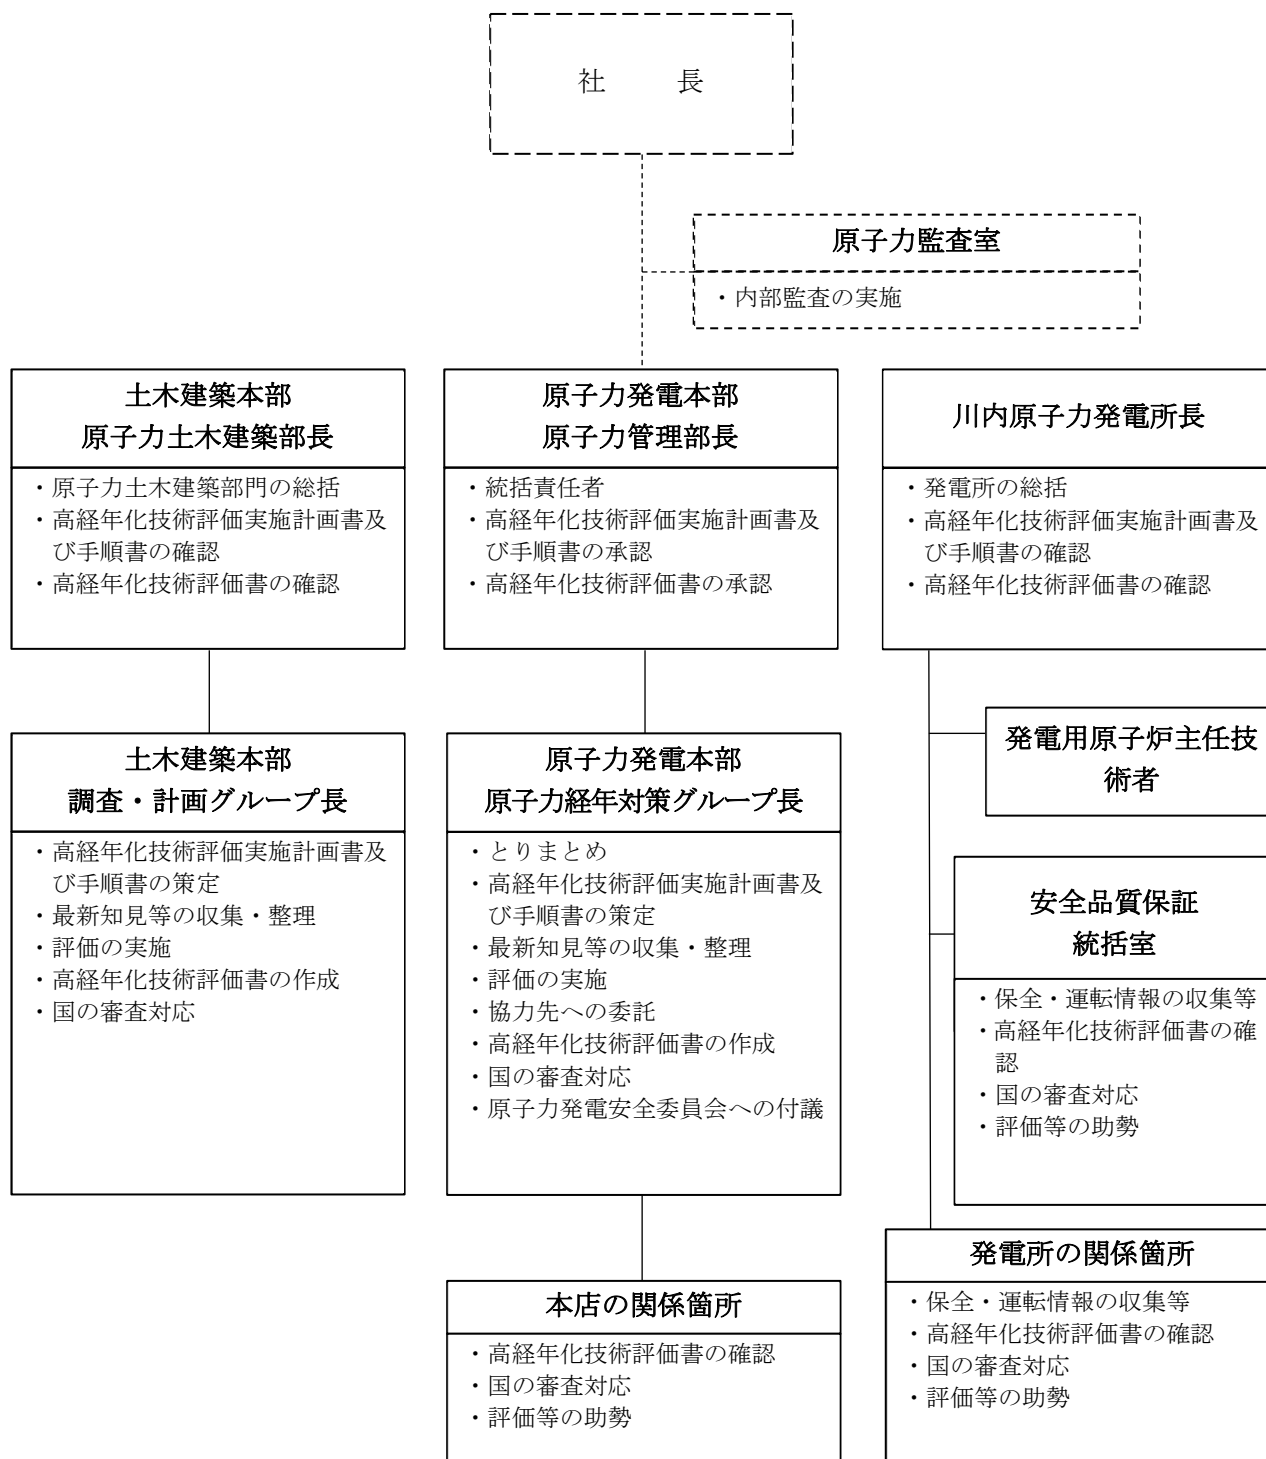 社　　長
原子力監査室
・内部監査の実施
土木建築本部
原子力土木建築部長
・原子力土木建築部門の総括
・高経年化技術評価実施計画書及
び手順書の確認
・高経年化技術評価書の確認
原子力発電本部
原子力管理部長
・統括責任者
・高経年化技術評価実施計画書及
び手順書の承認
・高経年化技術評価書の承認
川内原子力発電所長
・発電所の総括
・高経年化技術評価実施計画書及
び手順書の確認
・高経年化技術評価書の確認
土木建築本部
調査・計画グループ長
・高経年化技術評価実施計画書及
び手順書の策定
・最新知見等の収集・整理
・評価の実施
・高経年化技術評価書の作成
・国の審査対応
原子力発電本部
原子力経年対策グループ長
・とりまとめ
・高経年化技術評価実施計画書及
び手順書の策定
・最新知見等の収集・整理
・評価の実施
・協力先への委託
・高経年化技術評価書の作成
・国の審査対応
・原子力発電安全委員会への付議
発電用原子炉主任技
術者
安全品質保証
統括室
・保全・運転情報の収集等
・高経年化技術評価書の確
認
・国の審査対応
・評価等の助勢
本店の関係箇所
・高経年化技術評価書の確認
・国の審査対応
・評価等の助勢
発電所の関係箇所
・保全・運転情報の収集等
・高経年化技術評価書の確認
・国の審査対応
・評価等の助勢